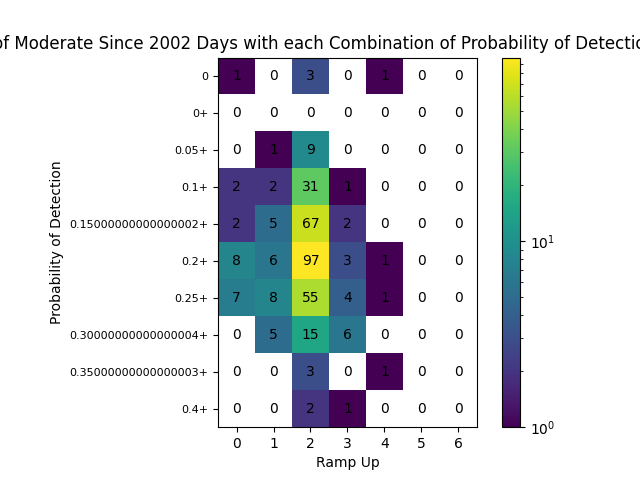 of Moderate Since 2002 Days with each Combination of Probability of Detectio
0 1 0 3 0 1 0 0
0+ 0 0 0 0 0 0 0
0.05+ 0 1 9 0 0 0 0
0.1+ 2 2 31 1 0 0 0
0.15000000000000002+ 2 5 67 2 0 0 0
0.2+ 8 6 97 3 1 0 0
0.25+ 7 8 55 4 1 0 0
0.30000000000000004+ 0 5 15 6 0 0 0
0.35000000000000003+ 0 0 3 0 1 0 0
0.4+ 0 0 2 1 0 0 0
0 1 2 3 4 5 6
Ramp Up
Probability of Detection
10¹
10⁰